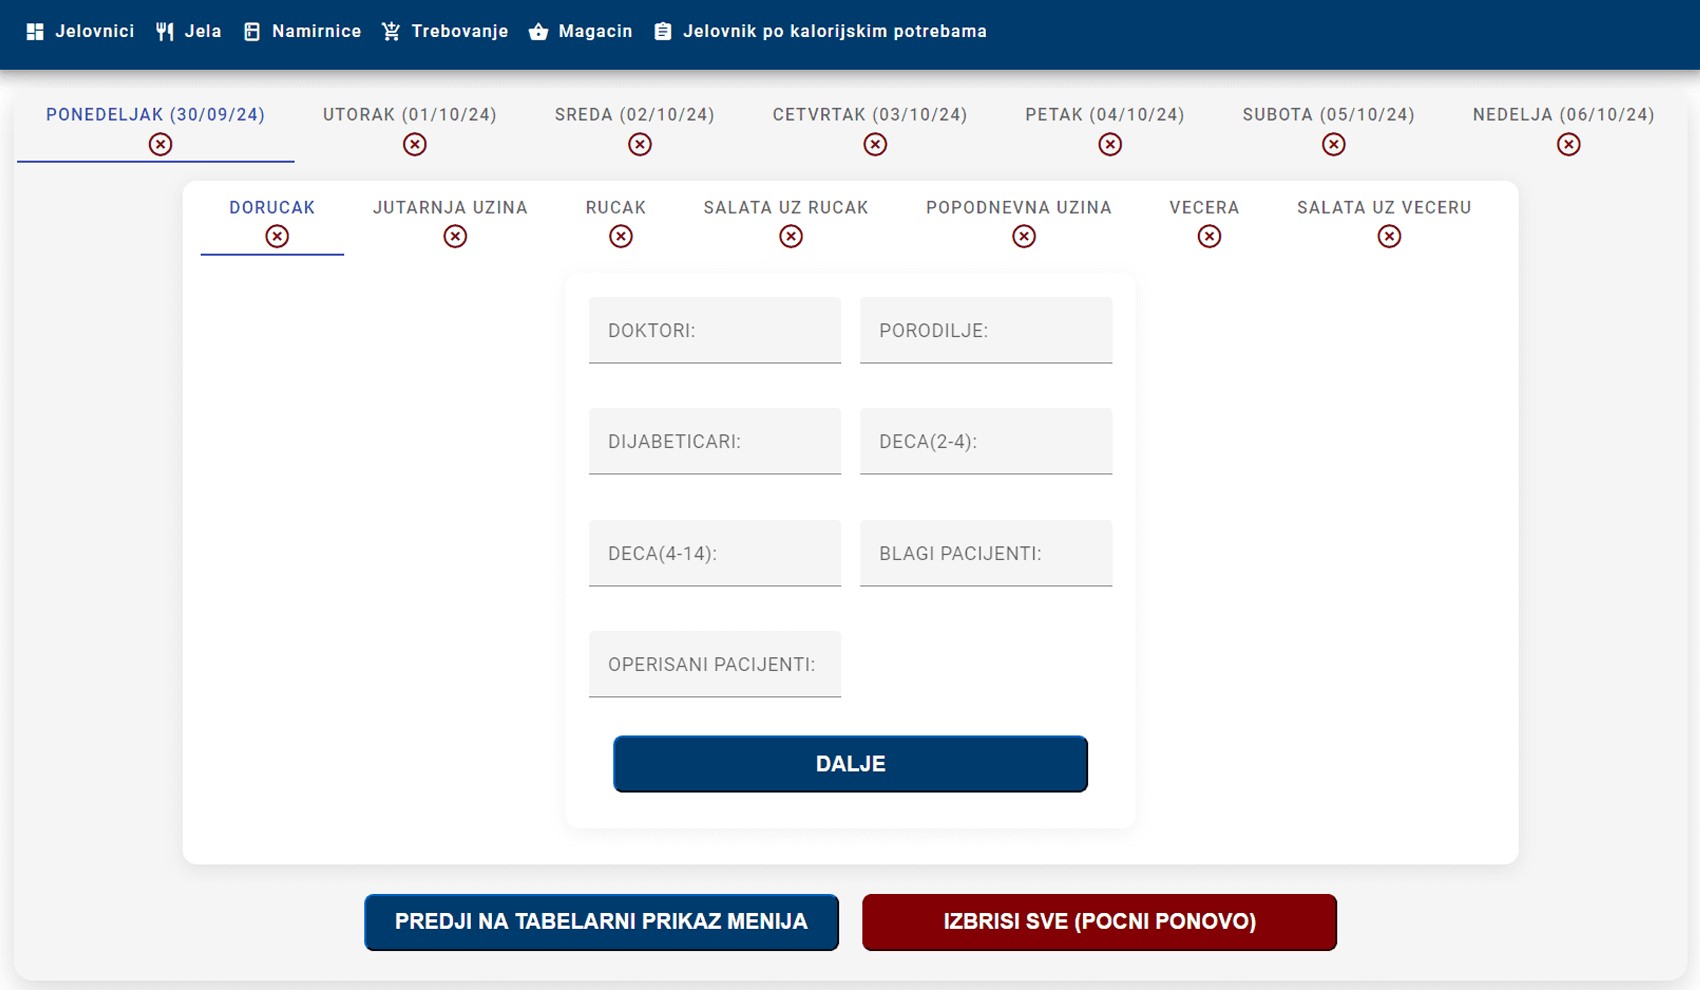 Jelovnici Jela Namirnice Trebovanje Magacin Jelovnik po kalorijskim potrebama
PONEDELJAK (30/09/24) UTORAK (01/10/24) SREDA (02/10/24) CETVRTAK (03/10/24) PETAK (04/10/24) SUBOTA (05/10/24) NEDELJA (06/10/24)
DORUCAK JUTARNJA UZINA RUCAK SALATA UZ RUCAK POPODNEVNA UZINA VECERA SALATA UZ VECERU
DOKTORI: PORODILJE:
DIJABETICARI: DECA(2-4):
DECA(4-14): BLAGI PACIJENTI:
OPERISANI PACIJENTI:
DALJE
PREDJI NA TABELARNI PRIKAZ MENIJA IZBRISI SVE (POCNI PONOVO)